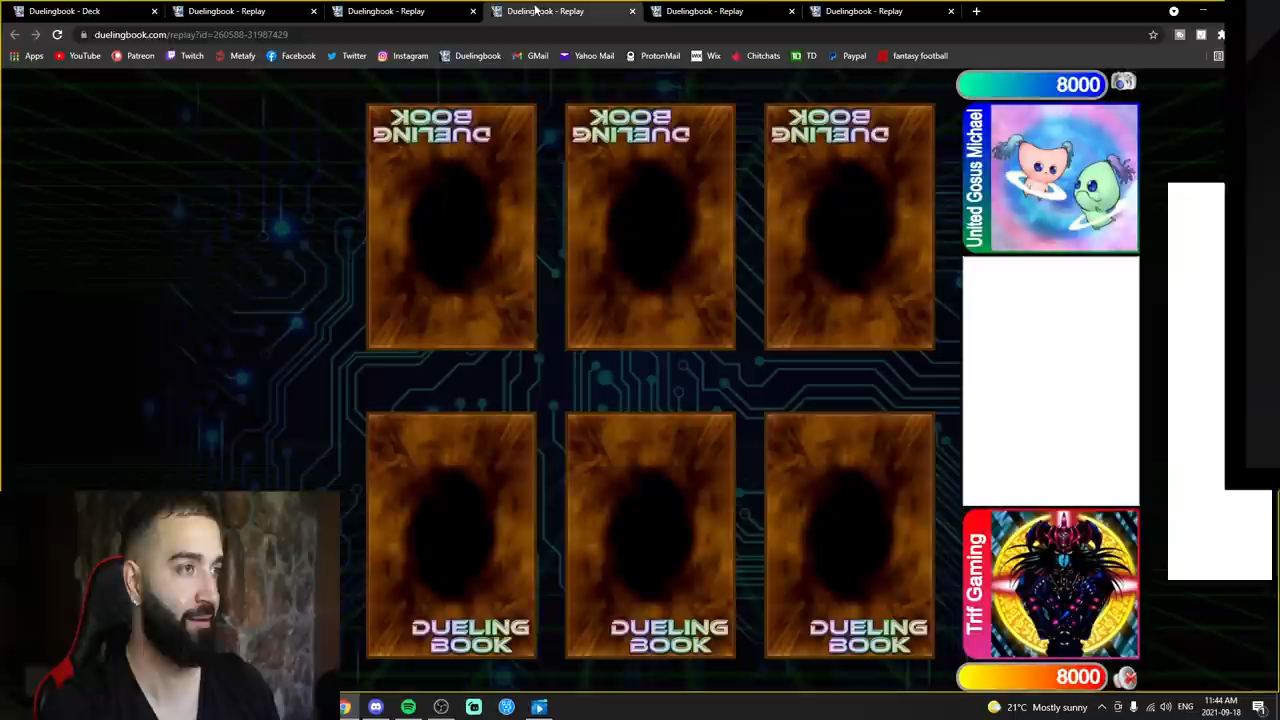 Duelingbook - Deck
Duelingbook - Replay
Duelingbook - Replay
Duelingbook - Replay
Duelingbook - Replay
Duelingbook - Replay
duelingbook.com/replay?id=260588-31987429
Apps YouTube Patreon Twitch Metafy Facebook Twitter Instagram Duelingbook GMail Yahoo Mail ProtonMail WIX Wix Chitchats TD Paypal fantasy football
8000
DUELING BOOK
DUELING BOOK
DUELING BOOK
United Gosus Michael
DUELING
BOOK
DUELING
BOOK
DUELING
BOOK
Trif Gaming
8000
21°C Mostly sunny
11:44 AM
2021-09-18